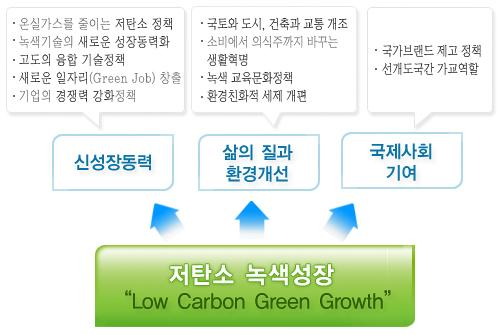 · 온실가스를 줄이는 저탄소 정책
· 녹색기술의 새로운 성장동력화
· 고도의 융합 기술정책
· 새로운 일자리(Green Job) 창출
· 기업의 경쟁력 강화정책
· 국토와 도시, 건축과 교통 개조
· 소비에서 의식주까지 바꾸는
생활혁명
· 녹색 교육문화정책
· 환경친화적 세제 개편
· 국가브랜드 제고 정책
· 선개도국간 가교역할
신성장동력
삶의 질과
환경개선
국제사회
기여
저탄소 녹색성장
“Low Carbon Green Growth”